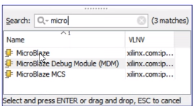 Search: micro (3 matches)
Name VLNV
MicroBlaze xilinx.com:ip...
MicroBlaze Debug Module (MDM) xilinx.com:ip...
MicroBlaze MCS xilinx.com:ip...
Select and press ENTER or drag and drop, ESC to cancel